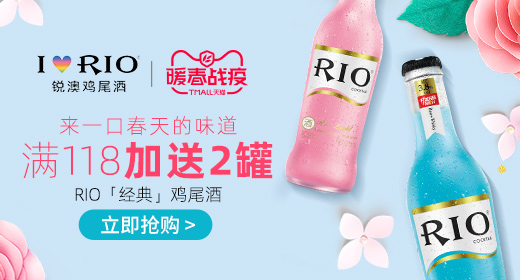 I RIO
锐澳鸡尾酒
暖春战疫
TMALL天猫
来一口春天的味道
满118加送2罐
RIO「经典」鸡尾酒
立即抢购 >
RIO
COCKTAIL
RIO
COCKTAIL